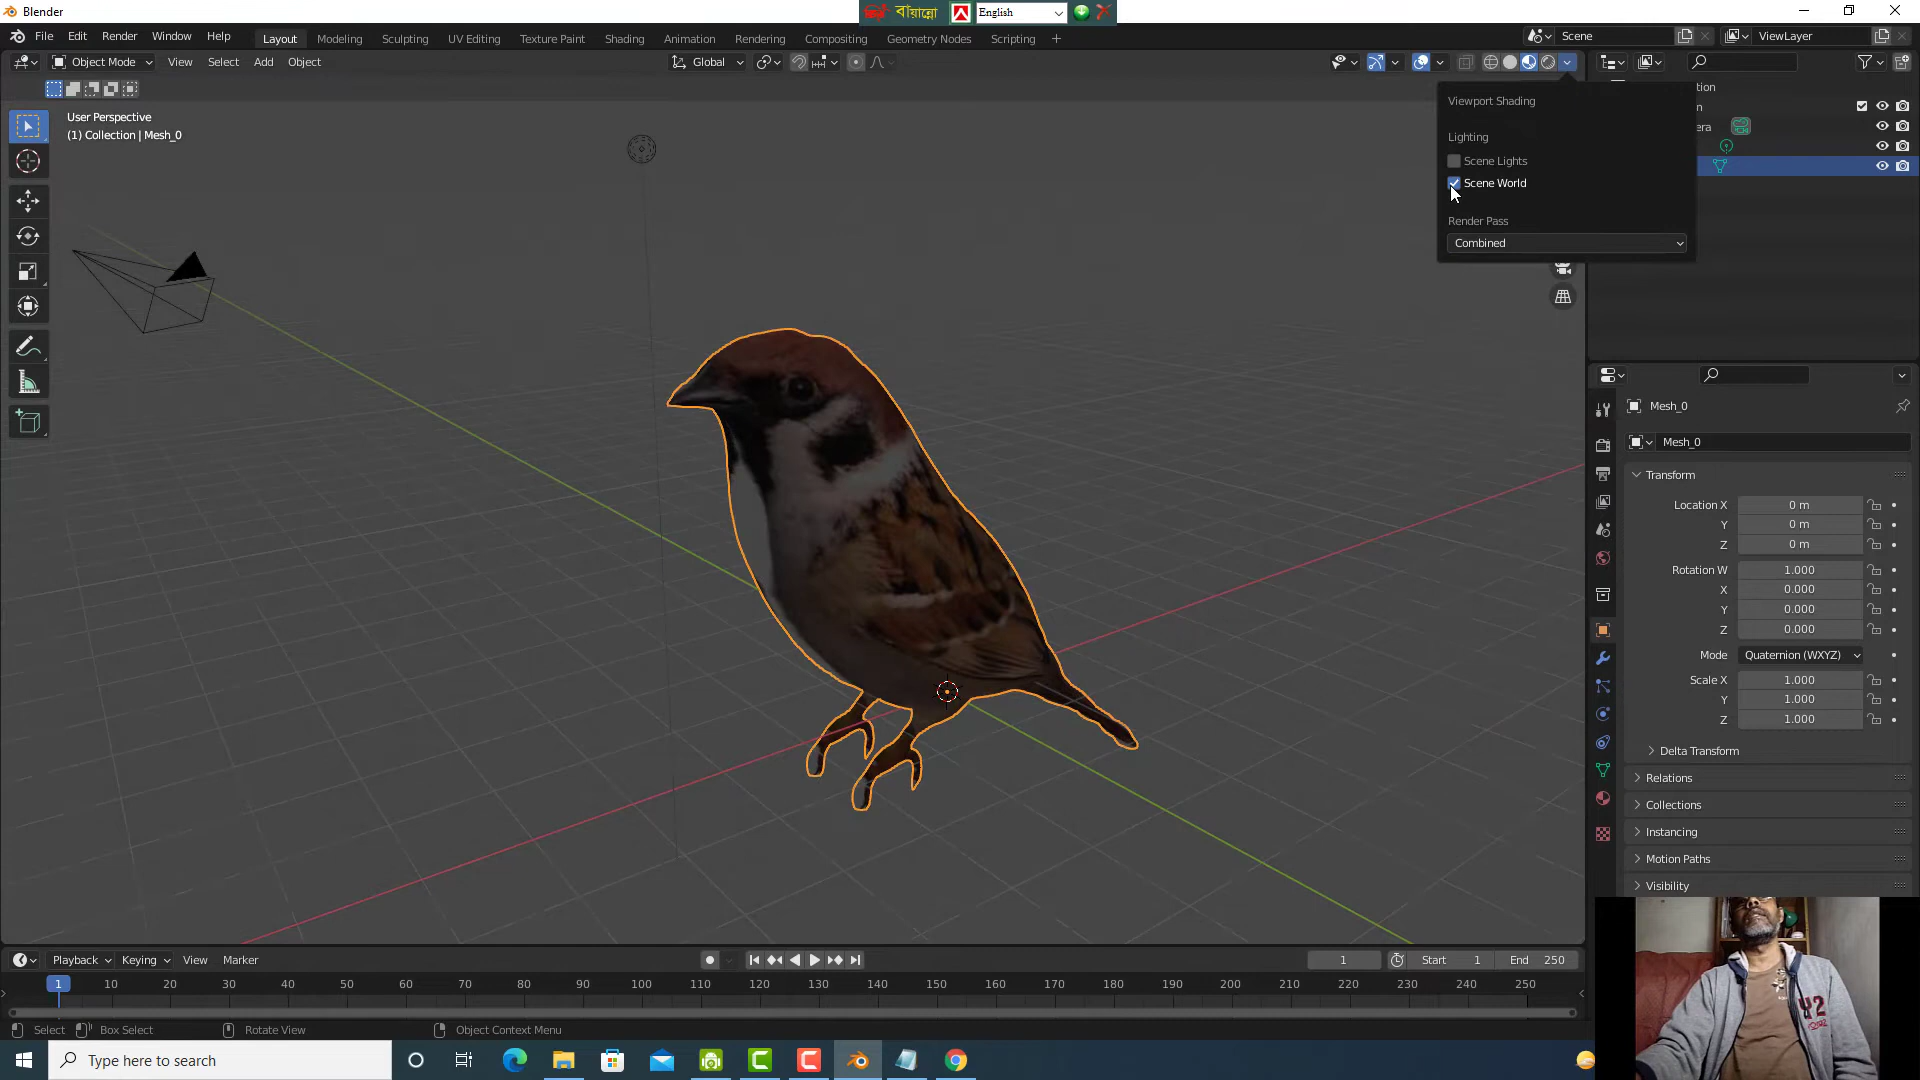 Blender
বাঁয়ান্নো
English
File Edit Render Window Help
Layout Modeling Sculpting UV Editing Texture Paint Shading Animation Rendering Compositing Geometry Nodes Scripting +
Scene
ViewLayer
Object Mode View Select Add Object
Global
User Perspective
(1) Collection | Mesh_0
Viewport Shading
Lighting
Scene Lights
Scene World
Render Pass
Combined
tion
n
era
Mesh_0
Mesh_0
Transform
Location X 0 m
Y 0 m
Z 0 m
Rotation W 1.000
X 0.000
Y 0.000
Z 0.000
Mode Quaternion (WXYZ)
Scale X 1.000
Y 1.000
Z 1.000
Delta Transform
Relations
Collections
Instancing
Motion Paths
Visibility
Playback Keying View Marker
1 Start 1 End 250
1 10 20 30 40 50 60 70 80 90 100 110 120 130 140 150 160 170 180 190 200 210 220 230 240 250
Select Box Select Rotate View Object Context Menu
Type here to search
Y2